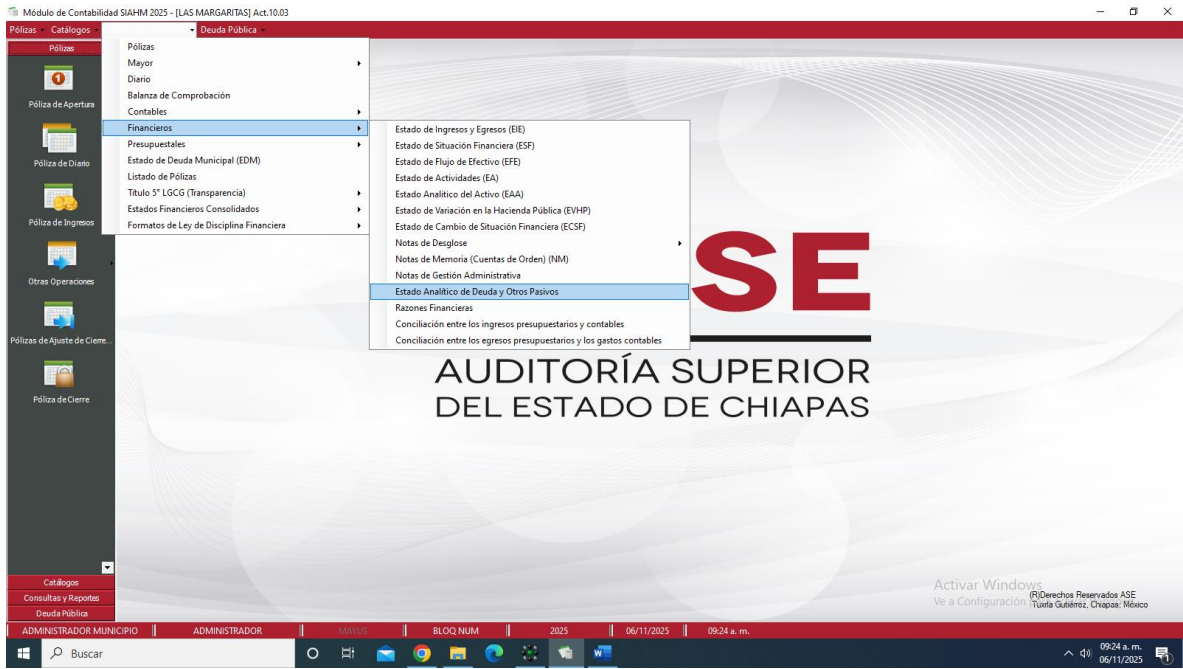 Módulo de Contabilidad SIAHM 2025 - [LAS MARGARITAS] Act.10.03
Pólizas Catálogos Deuda Pública
Pólizas
Póliza de Apertura
Póliza de Diario
Póliza de Ingresos
Otras Operaciones
Pólizas de Ajuste de Cierre...
Póliza de Cierre
Catálogos
Consultas y Reportes
Deuda Pública
Pólizas
Mayor
Diario
Balanza de Comprobación
Contables
Financieros
Presupuestales
Estado de Deuda Municipal (EDM)
Listado de Pólizas
Título 5° LGCG (Transparencia)
Estados Financieros Consolidados
Formatos de Ley de Disciplina Financiera
Estado de Ingresos y Egresos (EIE)
Estado de Situación Financiera (ESF)
Estado de Flujo de Efectivo (EFE)
Estado de Actividades (EA)
Estado Analítico del Activo (EAA)
Estado de Variación en la Hacienda Pública (EVHP)
Estado de Cambio de Situación Financiera (ECSF)
Notas de Desglose
Notas de Memoria (Cuentas de Orden) (NM)
Notas de Gestión Administrativa
Estado Analítico de Deuda y Otros Pasivos
Razones Financieras
Conciliación entre los ingresos presupuestarios y contables
Conciliación entre los egresos presupuestarios y los gastos contables
SE
AUDITORÍA SUPERIOR
DEL ESTADO DE CHIAPAS
Activar Windows
Ve a Configuración
(R)Derechos Reservados ASE
Tuxtla Gutiérrez, Chiapas; México
ADMINISTRADOR MUNICIPIO ADMINISTRADOR MAYUS BLOQ NUM 2025 06/11/2025 09:24 a. m.
Buscar
09:24 a. m.
06/11/2025